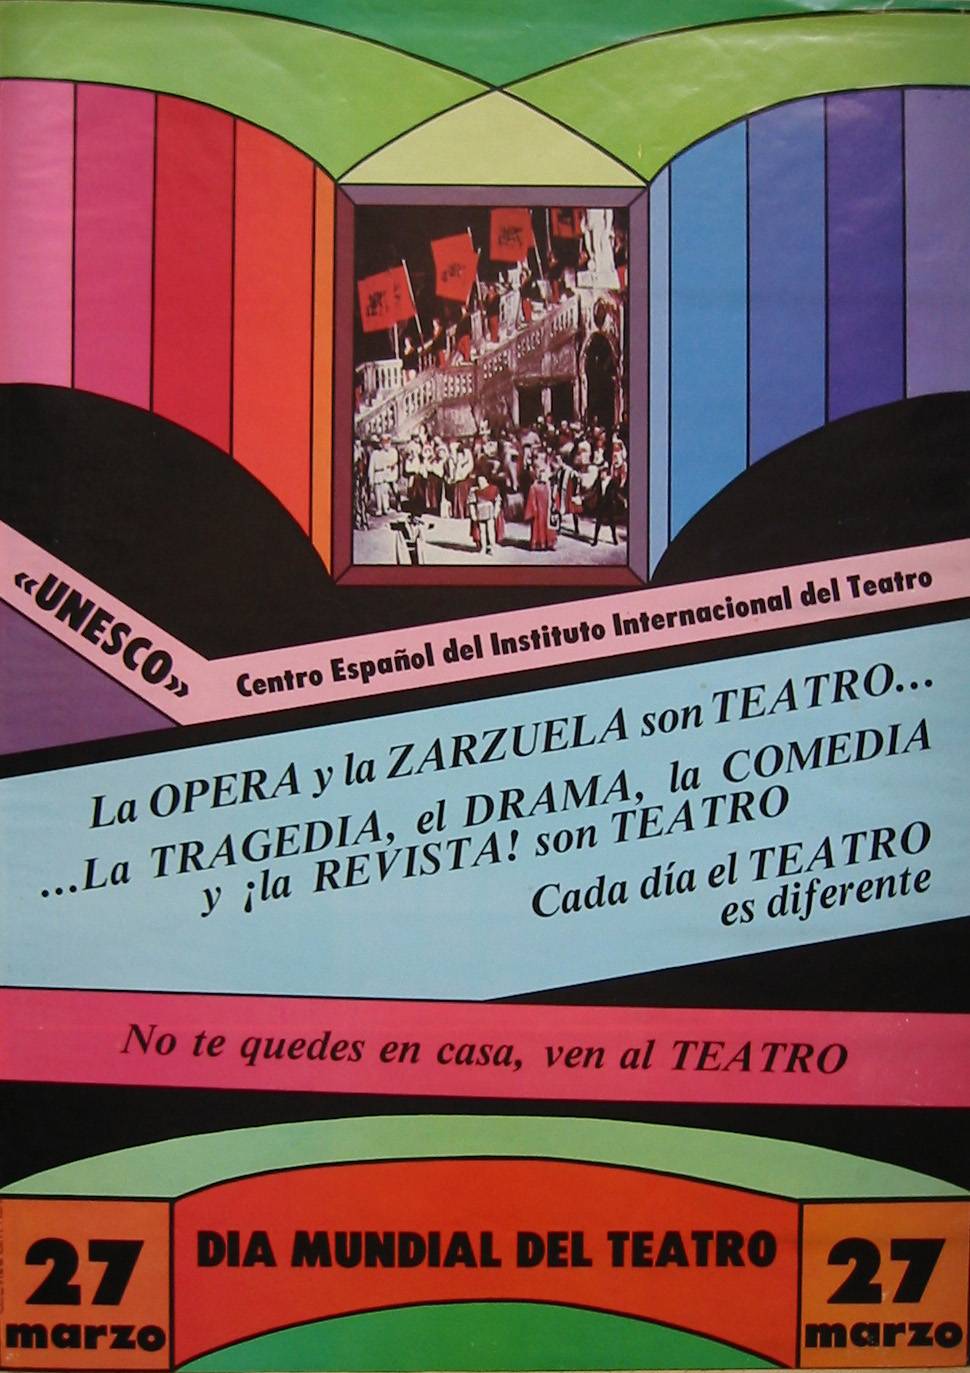 «UNESCO»
Centro Español del Instituto Internacional del Teatro
La OPERA y la ZARZUELA son TEATRO...
...La TRAGEDIA, el DRAMA, la COMEDIA
y ¡la REVISTA! son TEATRO
Cada día el TEATRO
es diferente
No te quedes en casa, ven al TEATRO
27
marzo
DIA MUNDIAL DEL TEATRO
27
marzo